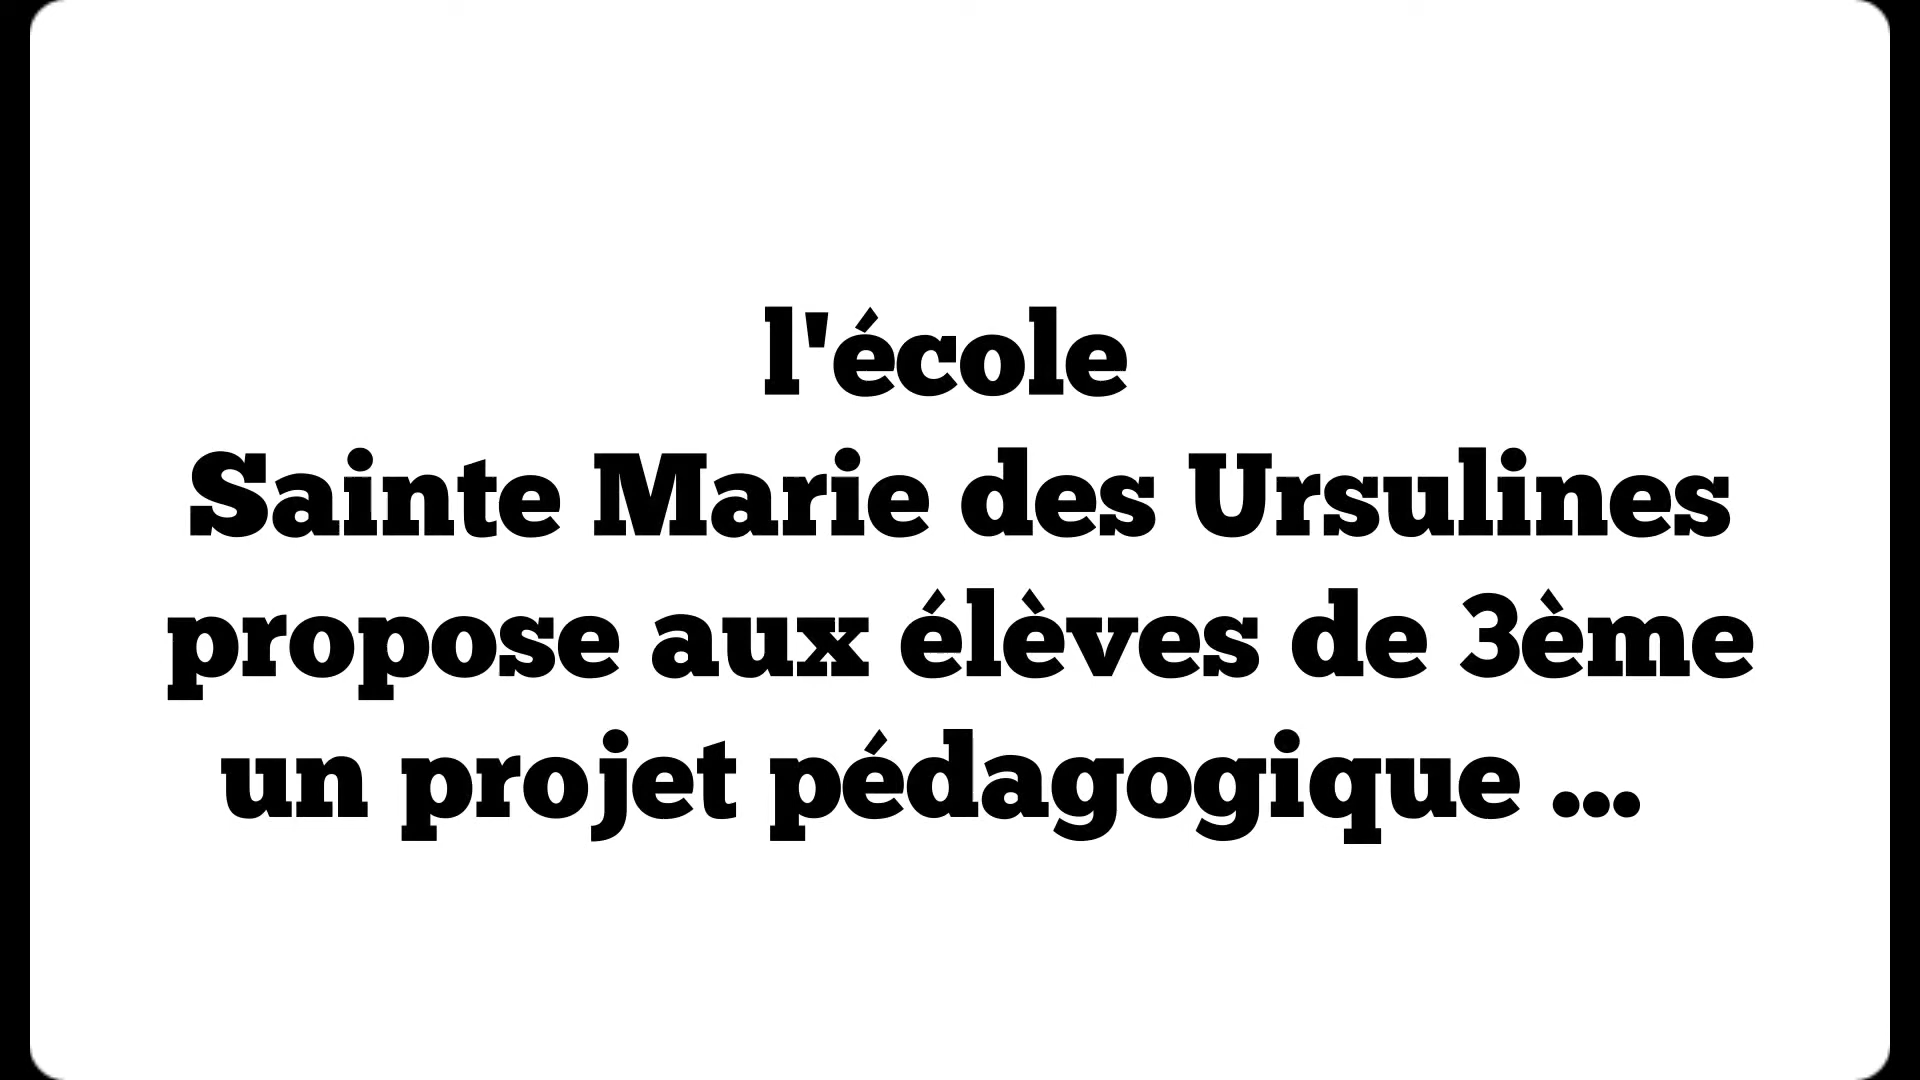 l'école
Sainte Marie des Ursulines
propose aux élèves de 3ème
un projet pédagogique ...